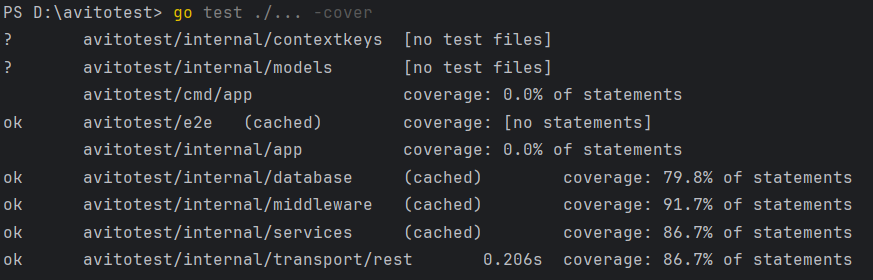 PS D:\avitotest> go test ./... -cover
?       avitotest/internal/contextkeys  [no test files]
?       avitotest/internal/models       [no test files]
        avitotest/cmd/app               coverage: 0.0% of statements
ok      avitotest/e2e   (cached)        coverage: [no statements]
        avitotest/internal/app          coverage: 0.0% of statements
ok      avitotest/internal/database     (cached)        coverage: 79.8% of statements
ok      avitotest/internal/middleware   (cached)        coverage: 91.7% of statements
ok      avitotest/internal/services     (cached)        coverage: 86.7% of statements
ok      avitotest/internal/transport/rest       0.206s  coverage: 86.7% of statements